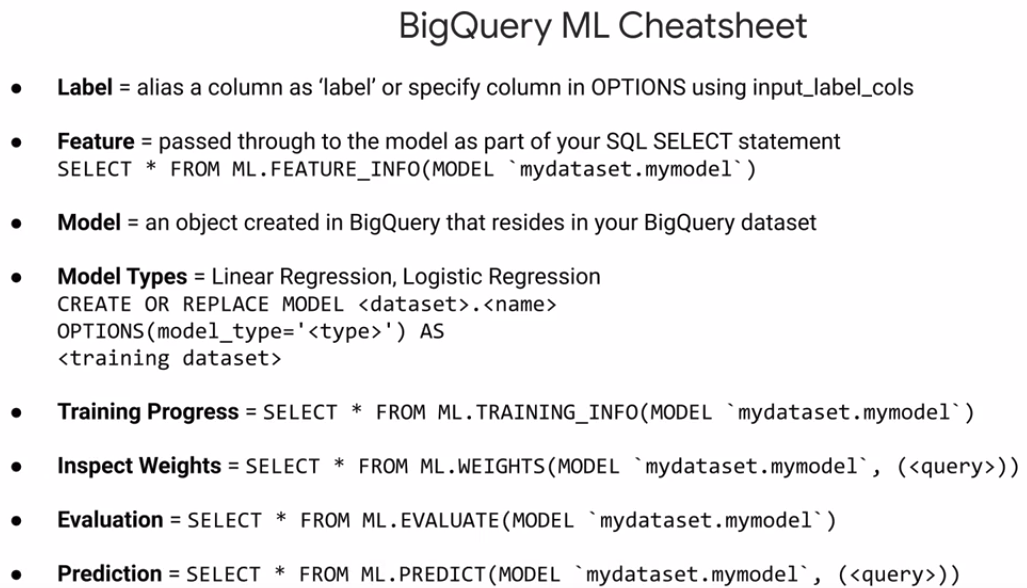 BigQuery ML Cheatsheet
● Label = alias a column as ‘label’ or specify column in OPTIONS using input_label_cols
● Feature = passed through to the model as part of your SQL SELECT statement
SELECT * FROM ML.FEATURE_INFO(MODEL `mydataset.mymodel`)
● Model = an object created in BigQuery that resides in your BigQuery dataset
● Model Types = Linear Regression, Logistic Regression
CREATE OR REPLACE MODEL <dataset>.<name>
OPTIONS(model_type='<type>') AS
<training dataset>
● Training Progress = SELECT * FROM ML.TRAINING_INFO(MODEL `mydataset.mymodel`)
● Inspect Weights = SELECT * FROM ML.WEIGHTS(MODEL `mydataset.mymodel`, (<query>))
● Evaluation = SELECT * FROM ML.EVALUATE(MODEL `mydataset.mymodel`)
● Prediction = SELECT * FROM ML.PREDICT(MODEL `mydataset.mymodel`, (<query>))